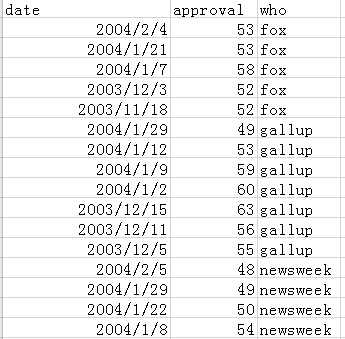 date approval who
2004/2/4 53 fox
2004/1/21 53 fox
2004/1/7 58 fox
2003/12/3 52 fox
2003/11/18 52 fox
2004/1/29 49 gallup
2004/1/12 53 gallup
2004/1/9 59 gallup
2004/1/2 60 gallup
2003/12/15 63 gallup
2003/12/11 56 gallup
2003/12/5 55 gallup
2004/2/5 48 newsweek
2004/1/29 49 newsweek
2004/1/22 50 newsweek
2004/1/8 54 newsweek